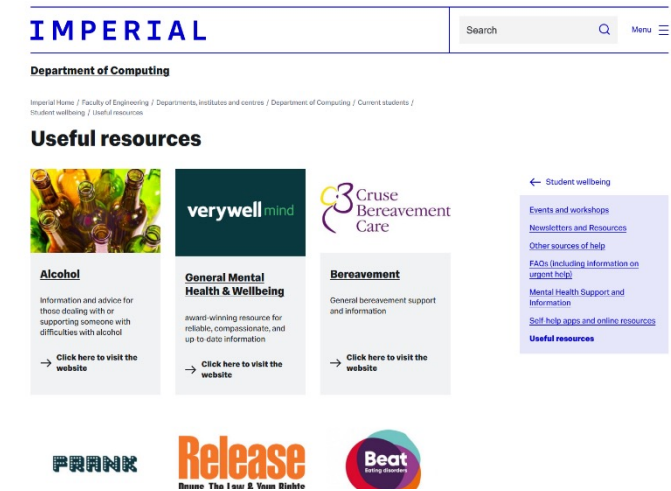 IMPERIAL
Search
Menu
Department of Computing
Imperial Home / Faculty of Engineering / Departments, institutes and centres / Department of Computing / Current students /
Student wellbeing / Useful resources
Useful resources
verywell mind
Cruse
Bereavement
Care
Alcohol
Information and advice for
those dealing with or
supporting someone with
difficulties with alcohol
Click here to visit the
website
General Mental
Health & Wellbeing
award-winning resource for
reliable, compassionate, and
up-to-date information
Click here to visit the
website
Bereavement
General bereavement support
and information
Click here to visit the
website
Student wellbeing
Events and workshops
Newsletters and Resources
Other sources of help
FAQs (including information on
urgent help)
Mental Health Support and
Information
Self-help apps and online resources
Useful resources
FRANK
Release
Drugs, The Law & Your Rights
Beat
Eating disorders